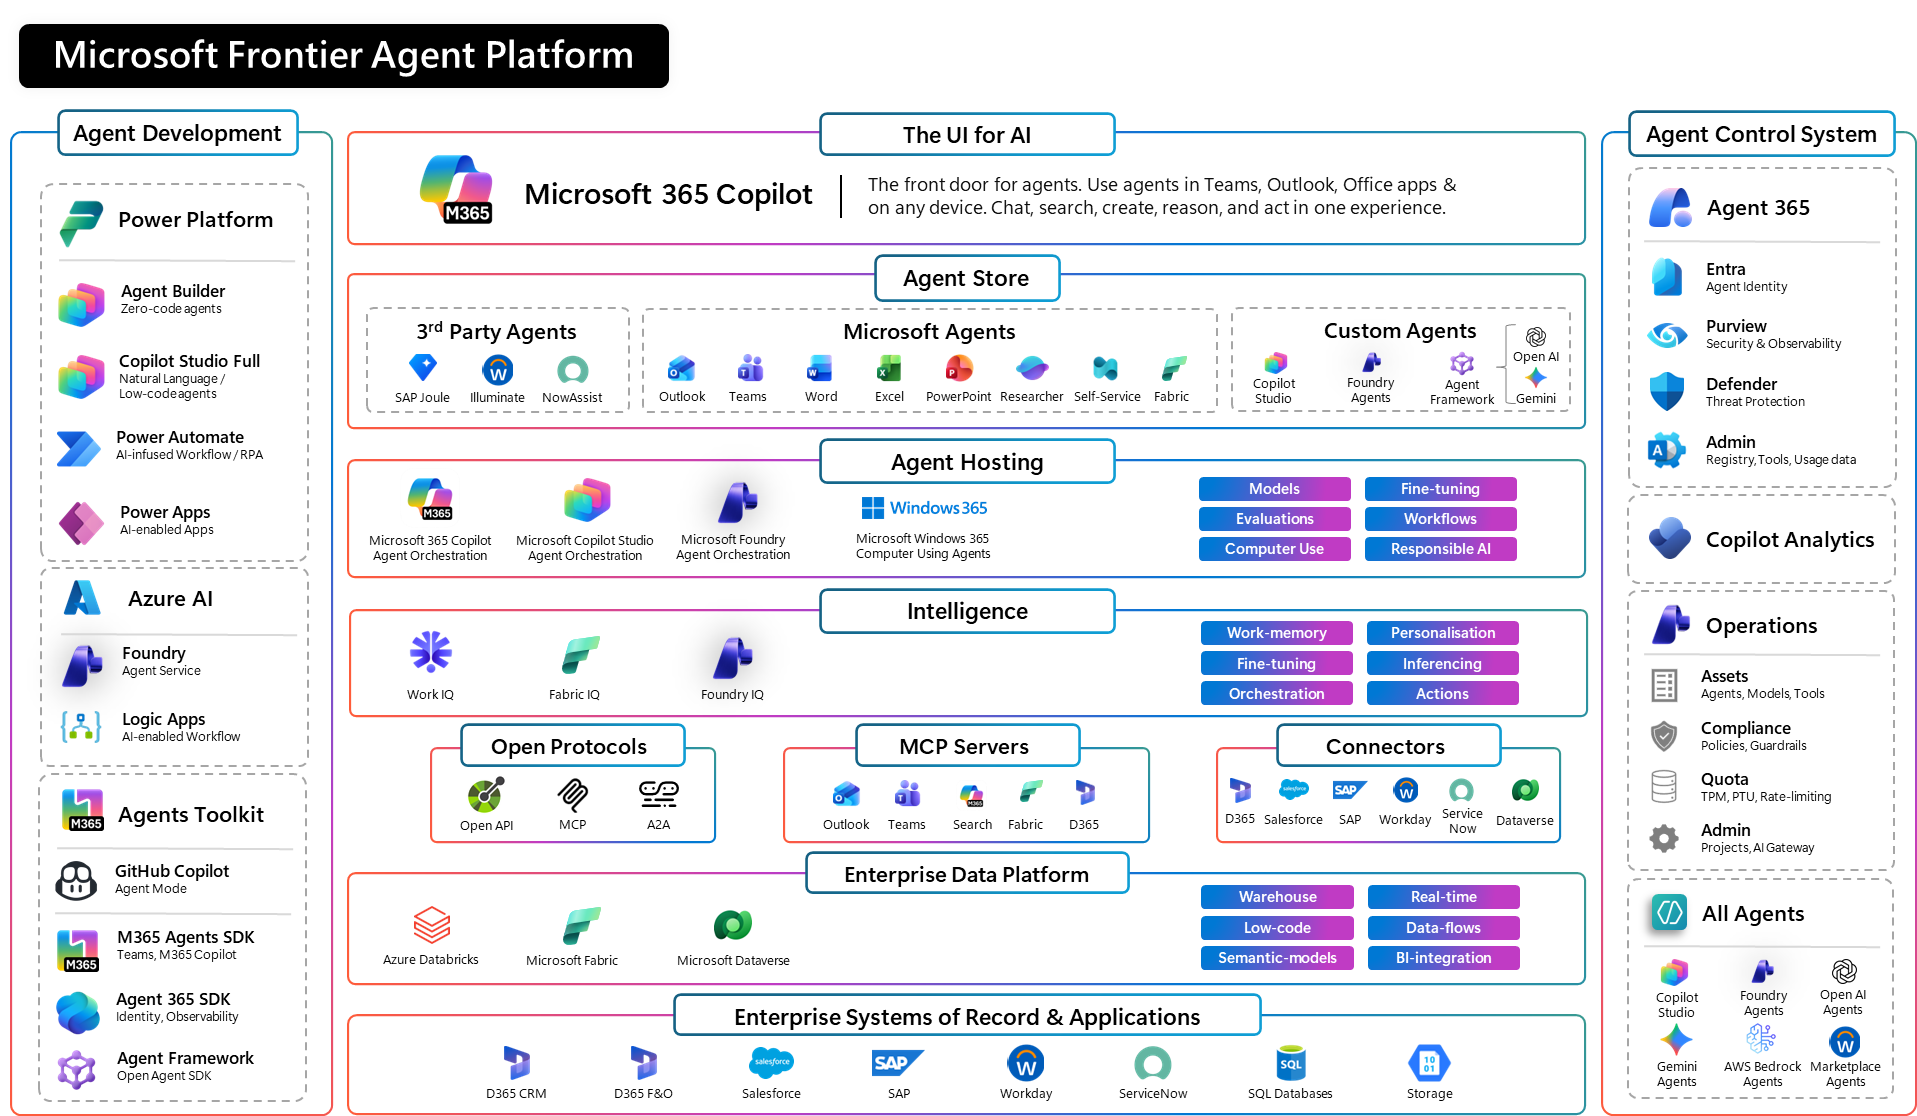 Microsoft Frontier Agent Platform
Agent Development
Power Platform
Agent Builder
Zero-code agents
Copilot Studio Full
Natural Language /
Low-code agents
Power Automate
AI-infused Workflow / RPA
Power Apps
AI-enabled Apps
Azure AI
Foundry
Agent Service
Logic Apps
AI-enabled Workflow
M365
Agents Toolkit
GitHub Copilot
Agent Mode
M365
M365 Agents SDK
Teams, M365 Copilot
Agent 365 SDK
Identity, Observability
Agent Framework
Open Agent SDK
The UI for AI
M365
Microsoft 365 Copilot
The front door for agents. Use agents in Teams, Outlook, Office apps &
on any device. Chat, search, create, reason, and act in one experience.
Agent Store
3rd Party Agents
SAP Joule
Illuminate
NowAssist
Microsoft Agents
Outlook
Teams
Word
Excel
PowerPoint
Researcher
Self-Service
Fabric
Custom Agents
Copilot
Studio
Foundry
Agents
Agent
Framework
Open AI
Gemini
Agent Hosting
M365
Microsoft 365 Copilot
Agent Orchestration
Microsoft Copilot Studio
Agent Orchestration
Microsoft Foundry
Agent Orchestration
Windows 365
Microsoft Windows 365
Computer Using Agents
Models
Fine-tuning
Evaluations
Workflows
Computer Use
Responsible AI
Intelligence
Work IQ
Fabric IQ
Foundry IQ
Work-memory
Personalisation
Fine-tuning
Inferencing
Orchestration
Actions
Open Protocols
Open API
MCP
A2A
MCP Servers
Outlook
Teams
M365
Search
Fabric
D365
Connectors
D365
salesforce
Salesforce
SAP
SAP
Workday
Service
Now
Dataverse
Enterprise Data Platform
Azure Databricks
Microsoft Fabric
Microsoft Dataverse
Warehouse
Real-time
Low-code
Data-flows
Semantic-models
BI-integration
Enterprise Systems of Record & Applications
D365 CRM
D365 F&O
salesforce
Salesforce
SAP
SAP
Workday
ServiceNow
SQL
SQL Databases
10
01
Storage
Agent Control System
Agent 365
Entra
Agent Identity
Purview
Security & Observability
Defender
Threat Protection
Admin
Registry, Tools, Usage data
Copilot Analytics
Operations
Assets
Agents, Models, Tools
Compliance
Policies, Guardrails
Quota
TPM, PTU, Rate-limiting
Admin
Projects, AI Gateway
All Agents
Copilot
Studio
Foundry
Agents
Open AI
Agents
Gemini
Agents
AWS Bedrock
Agents
Marketplace
Agents